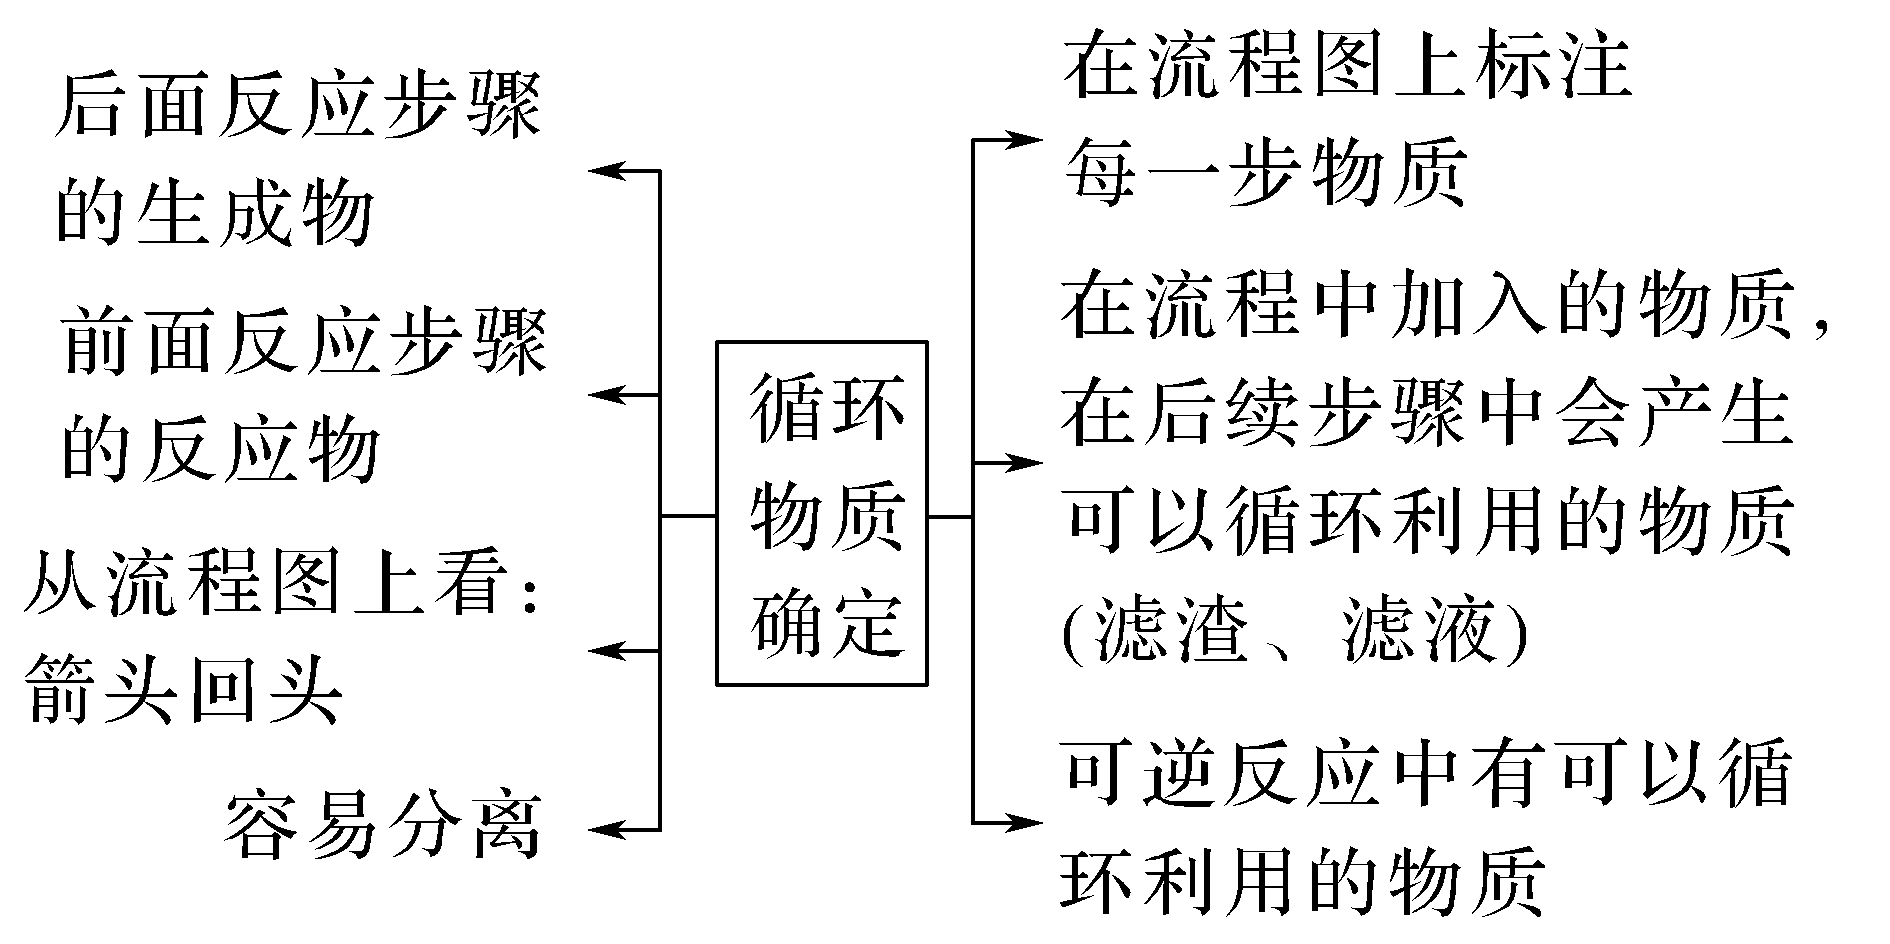 后面反应步骤
的生成物
前面反应步骤
的反应物
从流程图上看:
箭头回头
容易分离
循环
物质
确定
在流程图上标注
每一步物质
在流程中加入的物质,
在后续步骤中会产生
可以循环利用的物质
(滤渣、滤液)
可逆反应中有可以循
环利用的物质